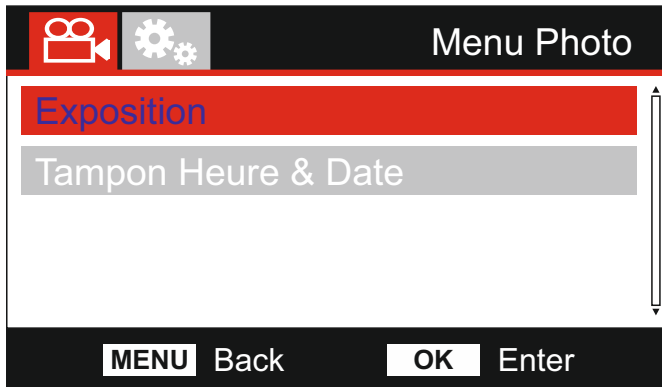 Menu Photo
Exposition
Tampon Heure & Date
MENU Back OK Enter